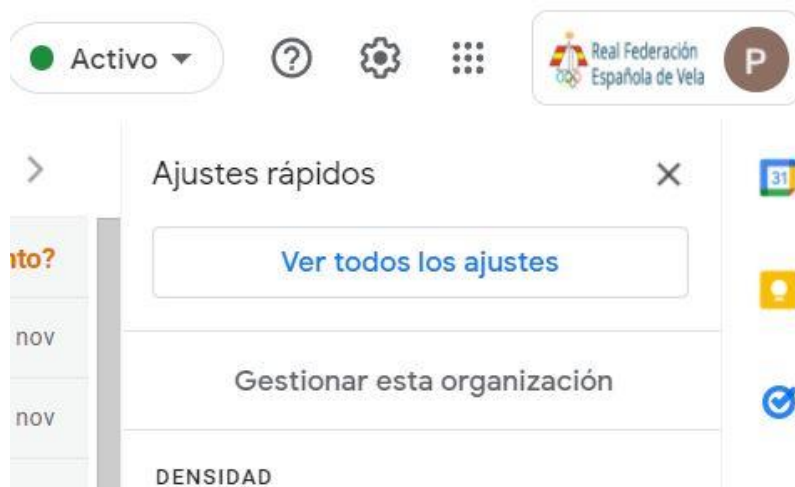 Activo
Real Federación
Española de Vela
P
Ajustes rápidos
31
Ver todos los ajustes
nto?
nov
Gestionar esta organización
nov
DENSIDAD